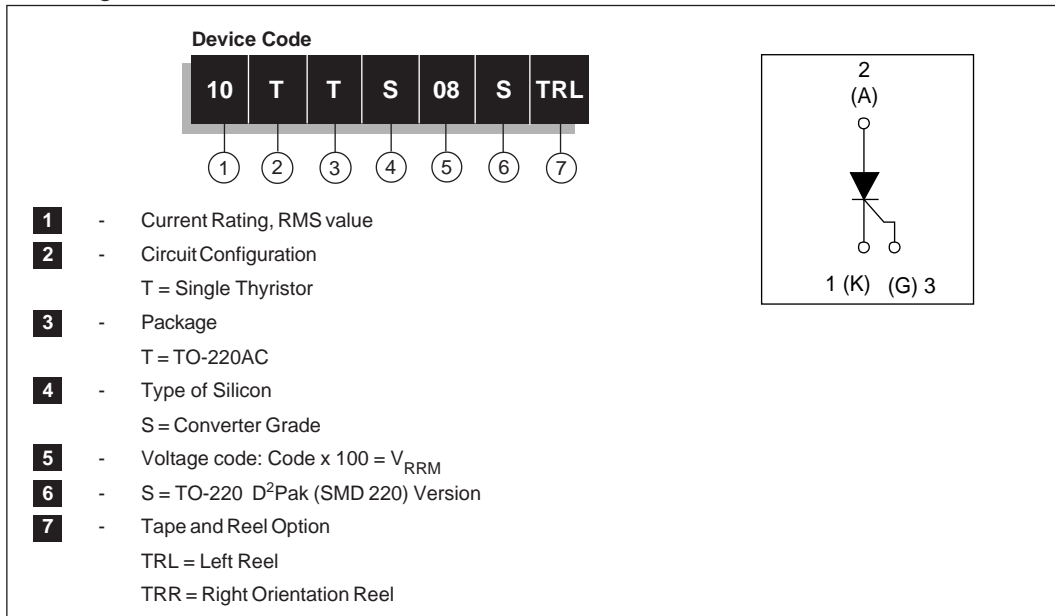 Device Code
10 T T S 08 S TRL
1 2 3 4 5 6 7
1 - Current Rating, RMS value
2 - Circuit Configuration
T = Single Thyristor
3 - Package
T = TO-220AC
4 - Type of Silicon
S = Converter Grade
5 - Voltage code: Code x 100 = VRRM
6 - S = TO-220 D2Pak (SMD 220) Version
7 - Tape and Reel Option
TRL = Left Reel
TRR = Right Orientation Reel
2
(A)
1 (K) (G) 3